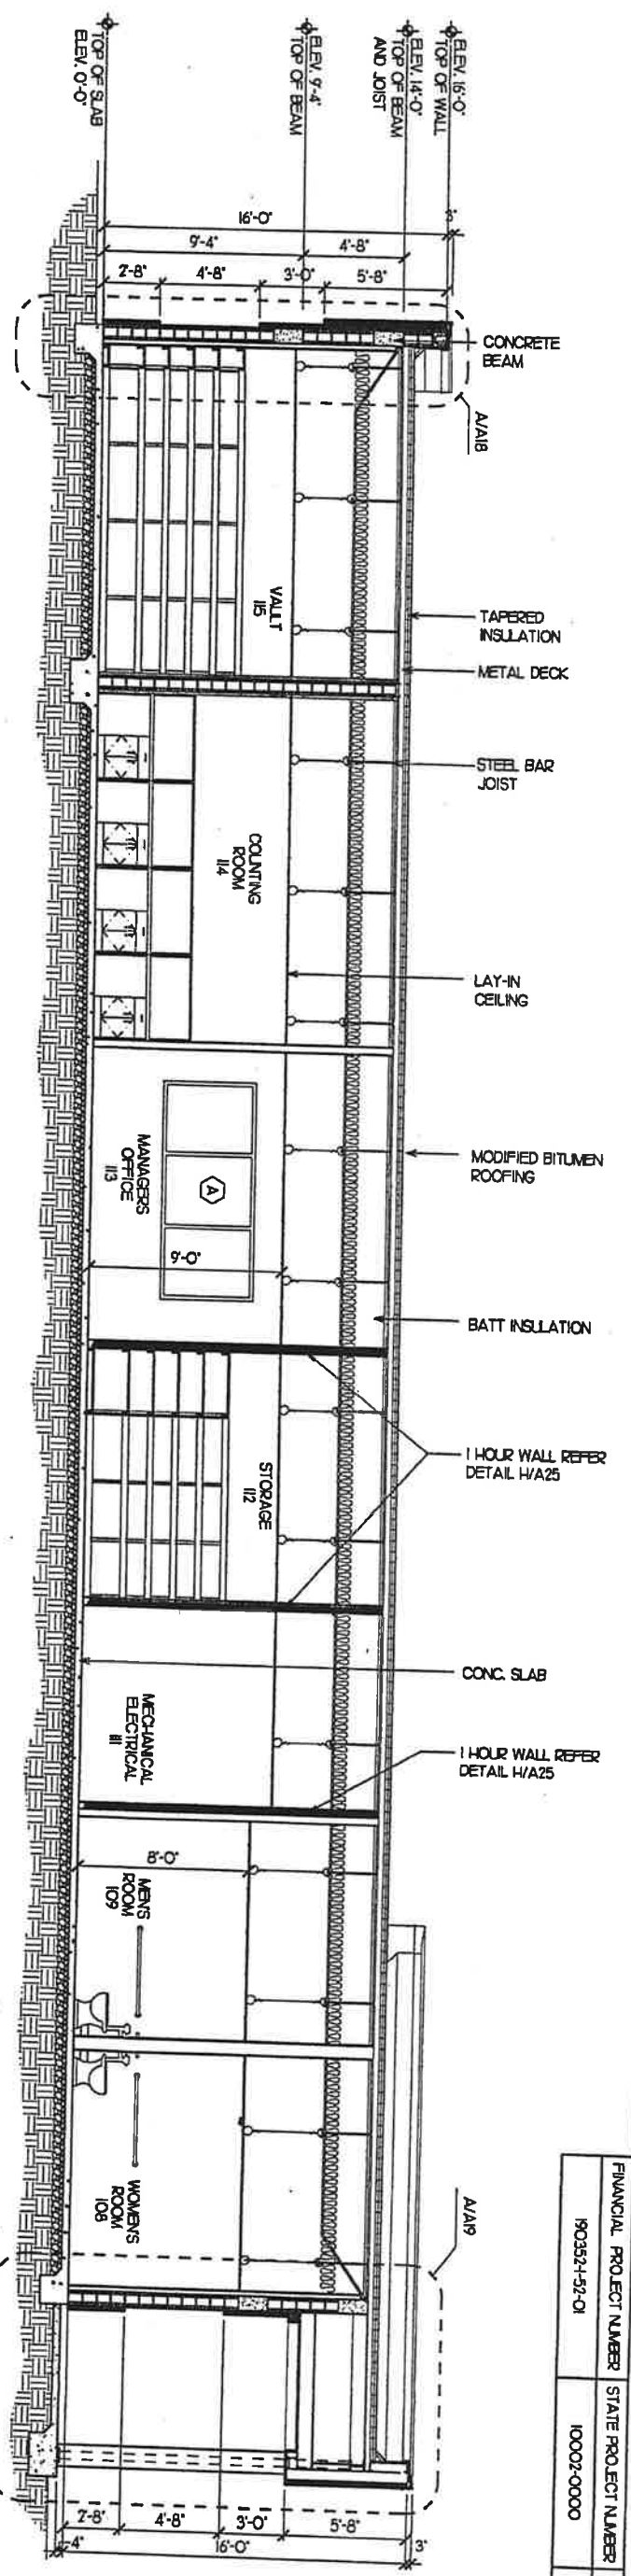 ELEV. 16'-0"
TOP OF WALL
ELEV. 14'-0"
TOP OF BEAM
AND JOIST
ELEV. 9'-4"
TOP OF BEAM
TOP OF SLAB
ELEV. 0'-0"
3"
16'-0"
9'-4"
4'-8"
2'-8"
4'-8"
3'-0"
5'-8"
CONCRETE
BEAM
A/A18
TAPERED
INSULATION
METAL DECK
STEEL BAR
JOIST
LAY-IN
CEILING
MODIFIED BITUMEN
ROOFING
BATT INSULATION
1 HOUR WALL REFER
DETAIL H/A25
CONC. SLAB
1 HOUR WALL REFER
DETAIL H/A25
VAULT
115
COUNTING
ROOM
114
MANAGERS
OFFICE
113
A
9'-0"
STORAGE
112
MECHANICAL
ELECTRICAL
111
8'-0"
MEN'S
ROOM
109
WOMEN'S
ROOM
108
A/A19
2'-8"
4'-8"
3'-0"
5'-8"
4"
16'-0"
3"
FINANCIAL PROJECT NUMBER
STATE PROJECT NUMBER
190352-1-52-01
10002-0000